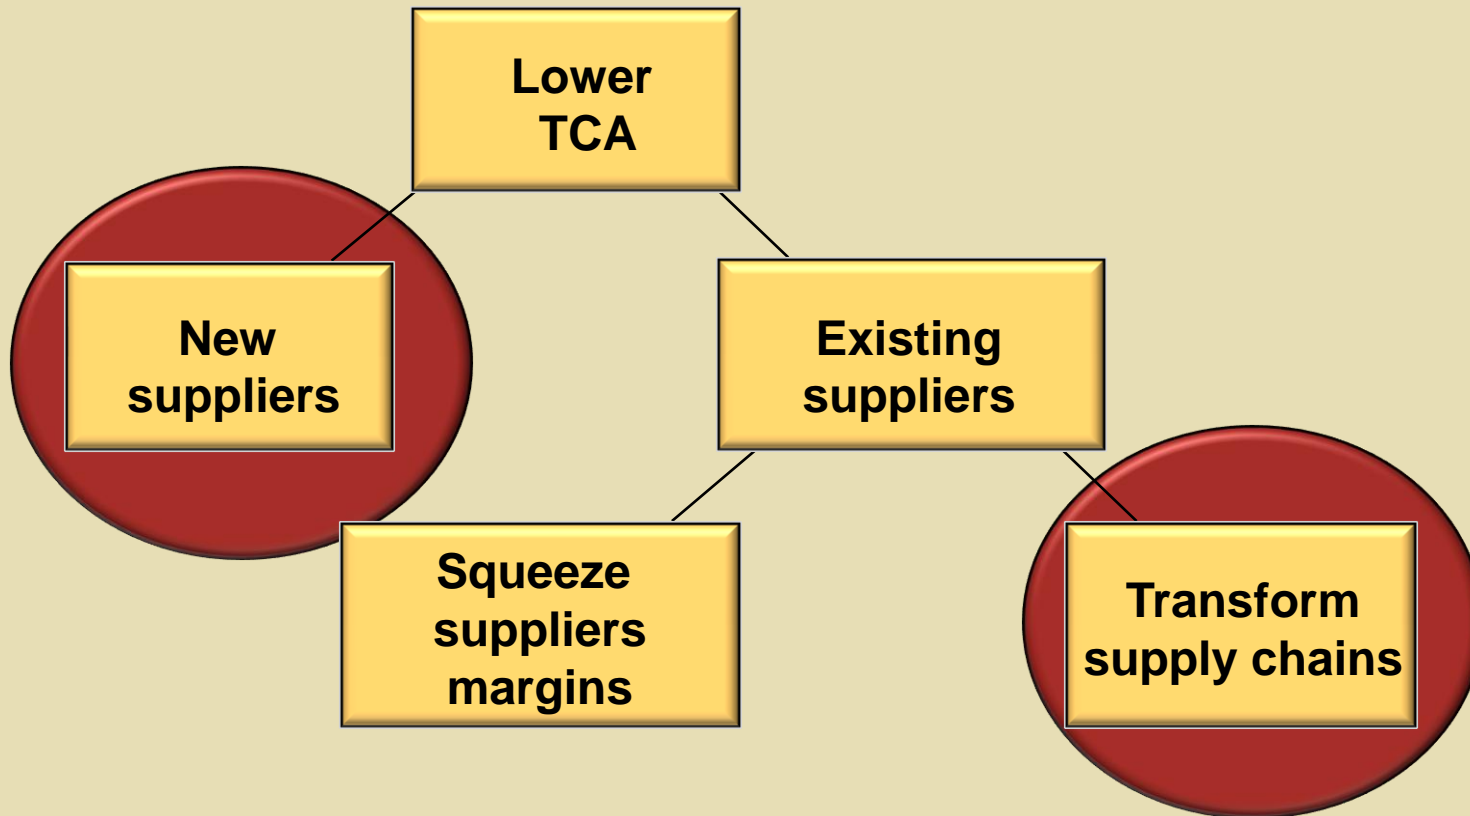 Lower
TCA
New
suppliers
Existing
suppliers
Squeeze
suppliers
margins
Transform
supply chains